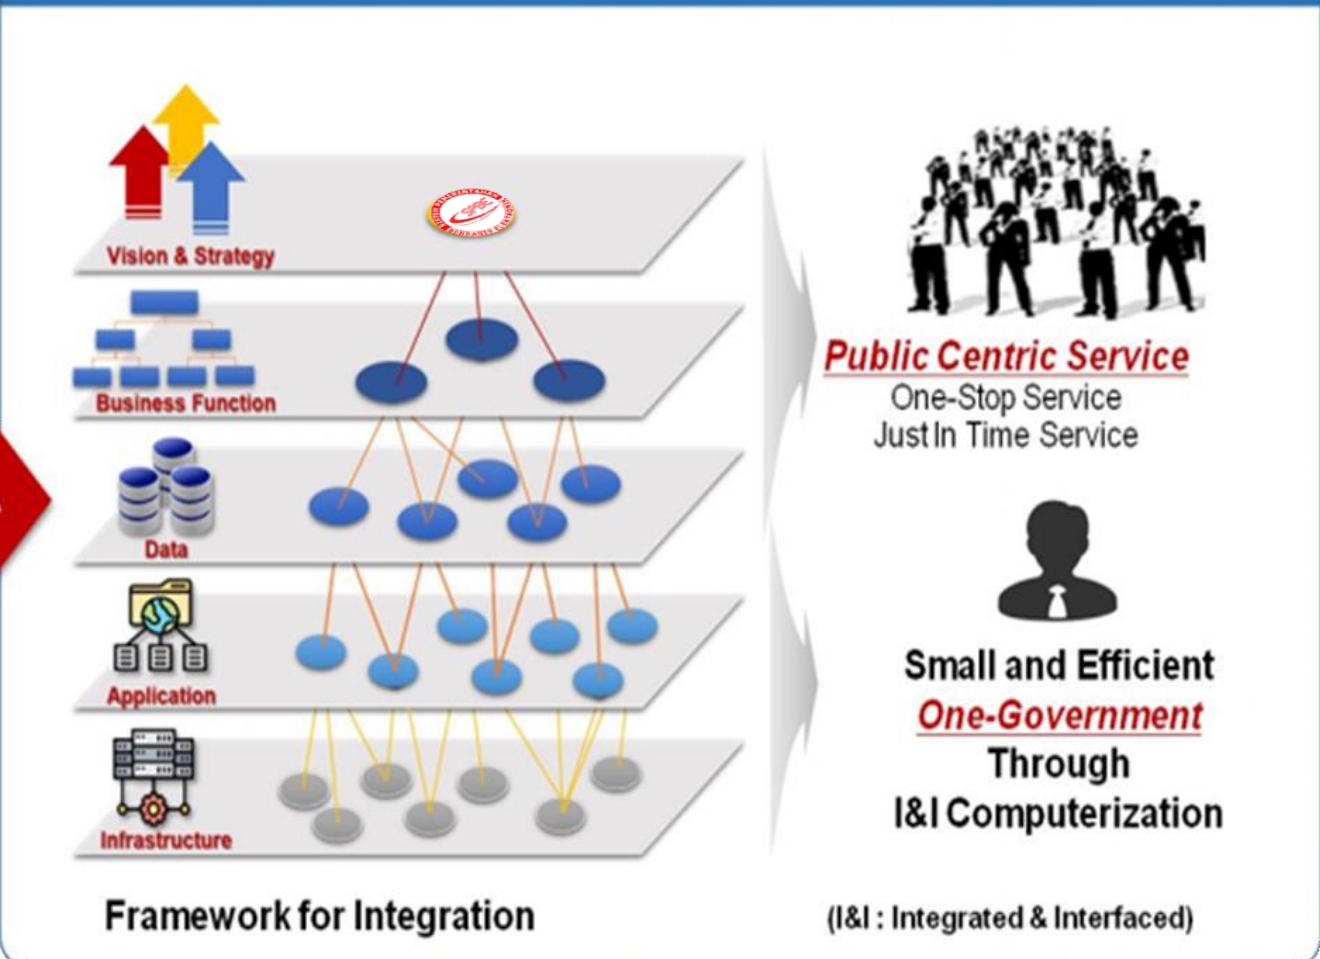 Vision & Strategy
Business Function
Data
Application
Infrastructure
Framework for Integration
Public Centric Service
One-Stop Service
Just In Time Service
Small and Efficient
One-Government
Through
I&I Computerization
(I&I : Integrated & Interfaced)